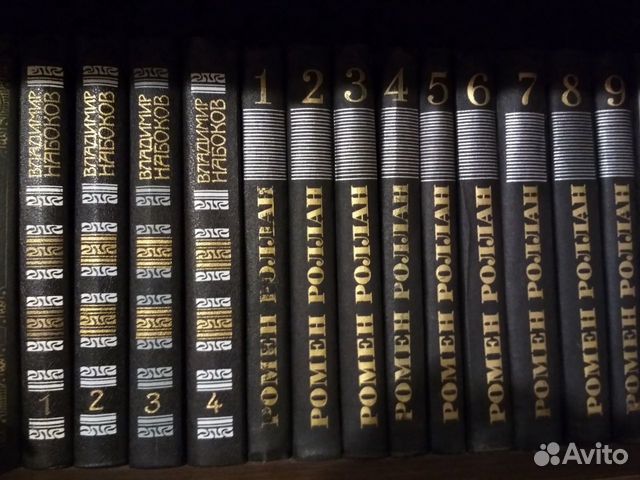 ВЛАДИМИР
НАБОКОВ
1
ВЛАДИМИР
НАБОКОВ
2
ВЛАДИМИР
НАБОКОВ
3
ВЛАДИМИР
НАБОКОВ
4
1
РОМЕН РОЛЛАН
2
РОМЕН РОЛЛАН
3
РОМЕН РОЛЛАН
4
РОМЕН РОЛЛАН
5
РОМЕН РОЛЛАН
6
РОМЕН РОЛЛАН
7
РОМЕН РОЛЛАН
8
РОМЕН РОЛЛАН
9
РОМЕН РОЛЛАН
Avito